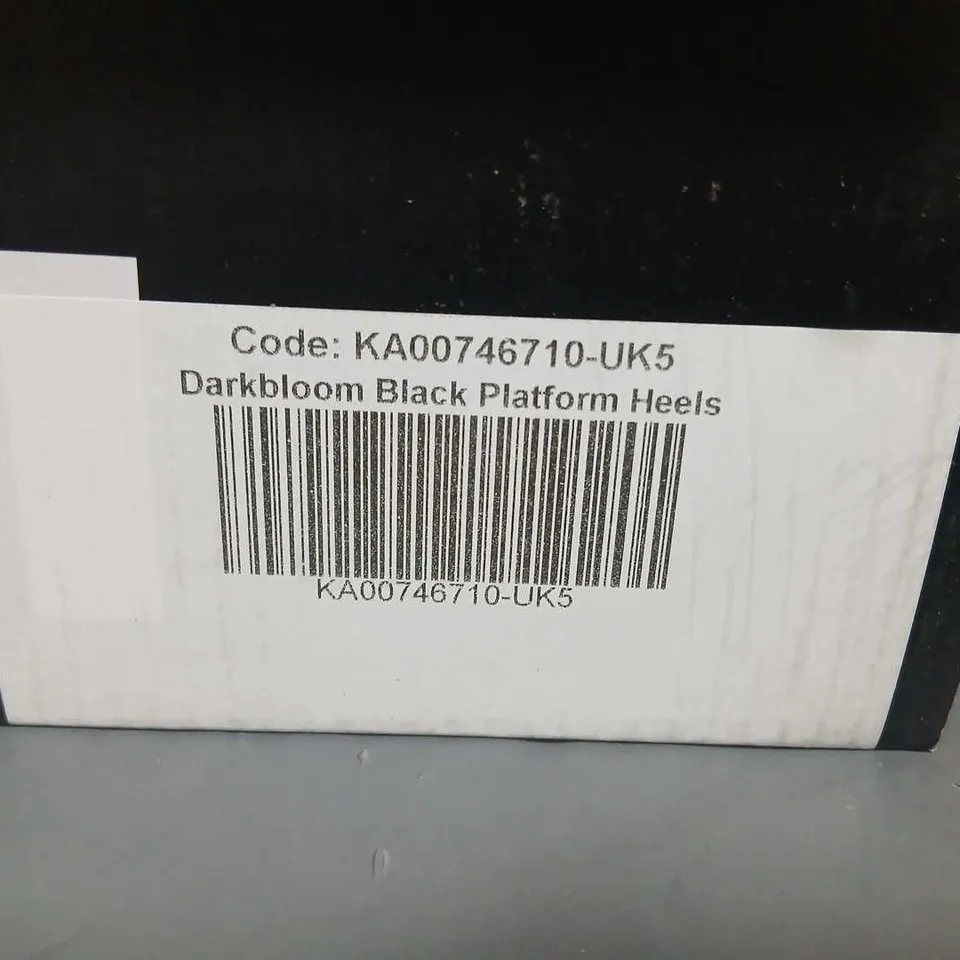 Code: KA00746710-UK5
Darkbloom Black Platform Heels
KA00746710-UK5